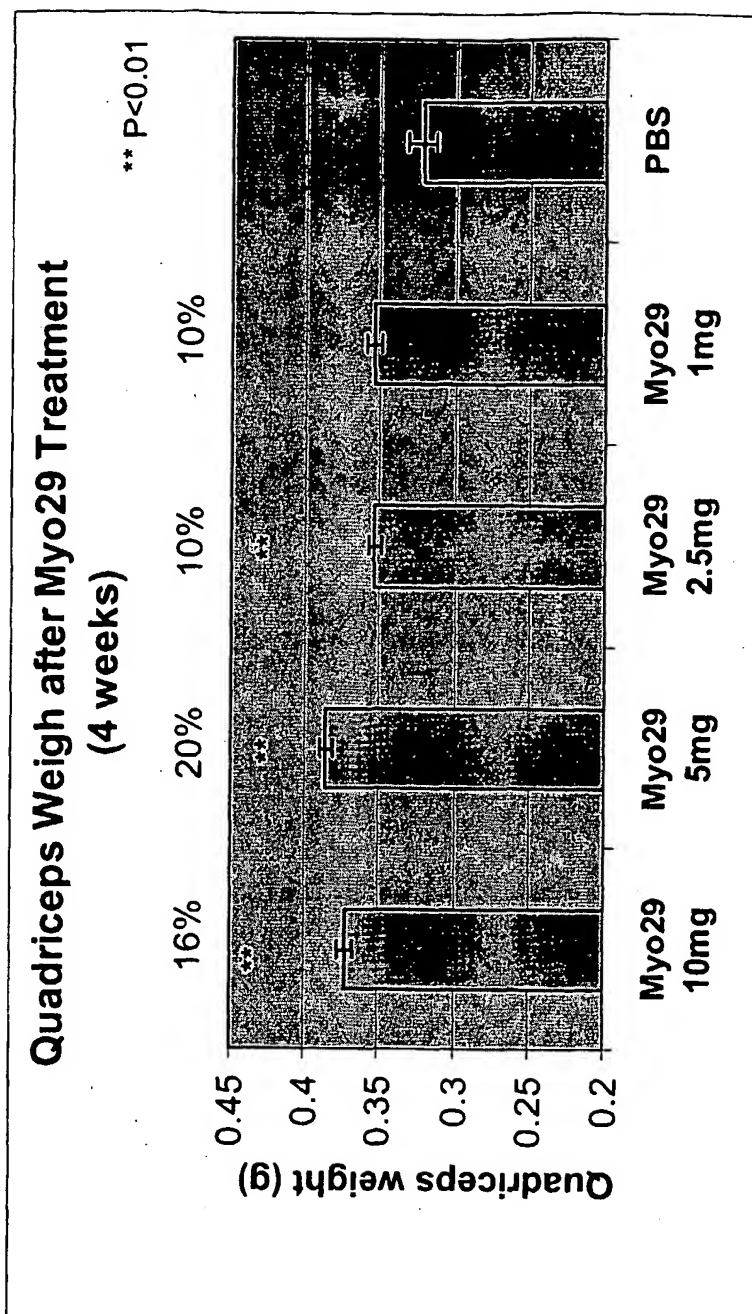 Quadriceps Weigh after Myo29 Treatment
(4 weeks)
** P<0.01
16% 20% 10% 10%
** ** **
Quadriceps weight (g)
0.45
0.4
0.35
0.3
0.25
0.2
Myo29 Myo29 Myo29 Myo29 PBS
10mg 5mg 2.5mg 1mg